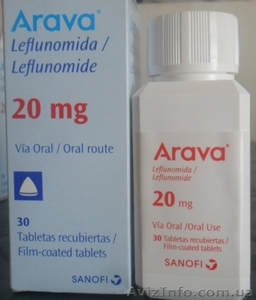 Arava®
Leflunomida /
Leflunomide
20 mg
Vía Oral / Oral route
30
Tabletas recubiertas /
Film-coated tablets
SANOFI
Arava®
Leflunomida/
Leflunomide
20 mg
Vía Oral /Oral Use
30 Tabletas recubiertas /
Film-coated tablets
SANOFI
© AvizInfo.com.ua